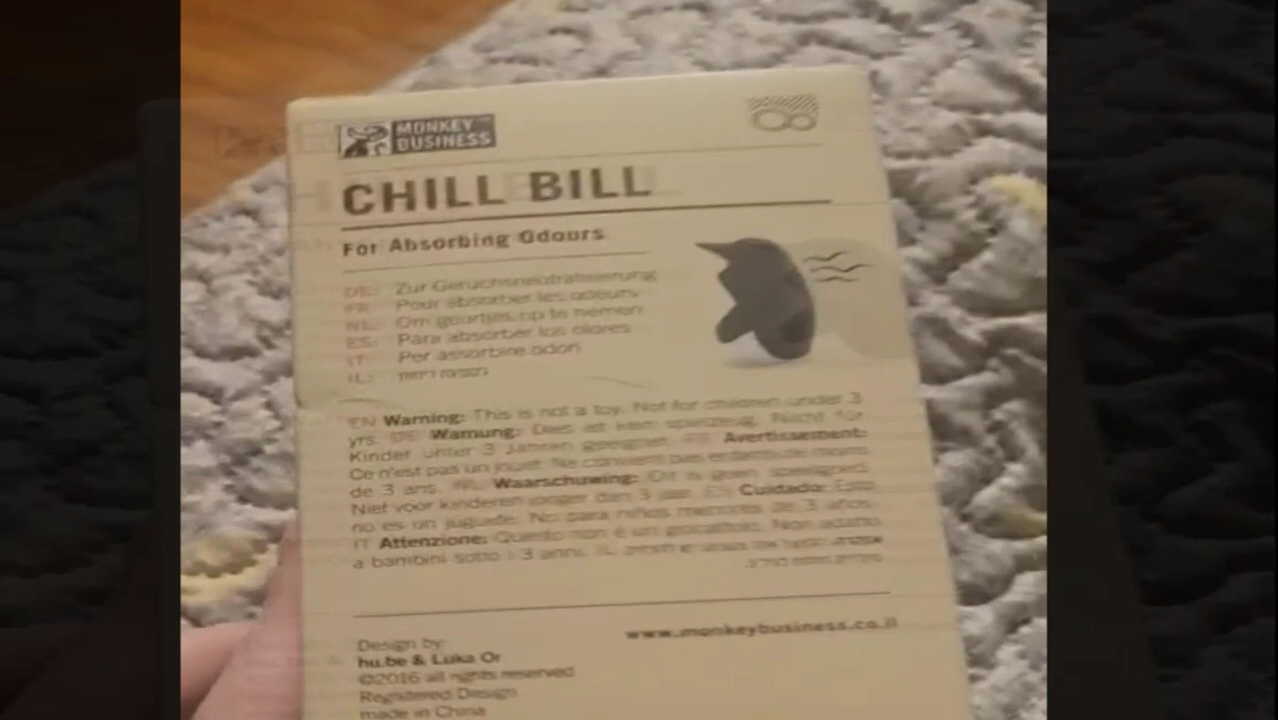 MONKEY
BUSINESS
CHILL BILL
For Absorbing Odours
DE: Zur Geruchsneutralisierung
FR: Pour absorber les odeurs
NL: Om geurtjes op te nemen
ES: Para absorber los olores
IT: Per assorbire odori
IL:
EN Warning: This is not a toy. Not for children under 3
yrs. DE Warnung: Dies ist kein spielzeug. Nicht für
Kinder unter 3 Jahren geeignet. FR Avertissement:
Ce n'est pas un jouet. Ne convient pas
de 3 ans. NL Waarschuwing: Dit is geen speelgoed.
Niet voor kinderen jonger dan 3 jaar. ES Cuidado: Esto
no es un juguete. No para niños menores de 3 años.
IT Attenzione: Questo non è un giocattolo. Non adatto
a bambini sotto i 3 anni. IL
Design by:
hu.be & Luka Or
©2016 all rights reserved
Registered Design
made in China
www.monkeybusiness.co.il